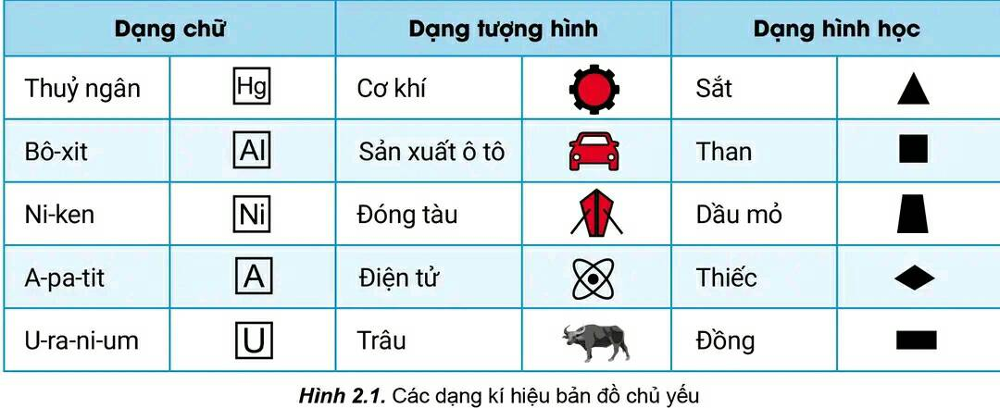 Dạng chữ Dạng tượng hình Dạng hình học
Thuỷ ngân Hg Cơ khí Sắt
Bô-xit Al Sản xuất ô tô Than
Ni-ken Ni Đóng tàu Dầu mỏ
A-pa-tit A Điện tử Thiếc
U-ra-ni-um U Trâu Đồng
Hình 2.1. Các dạng kí hiệu bản đồ chủ yếu